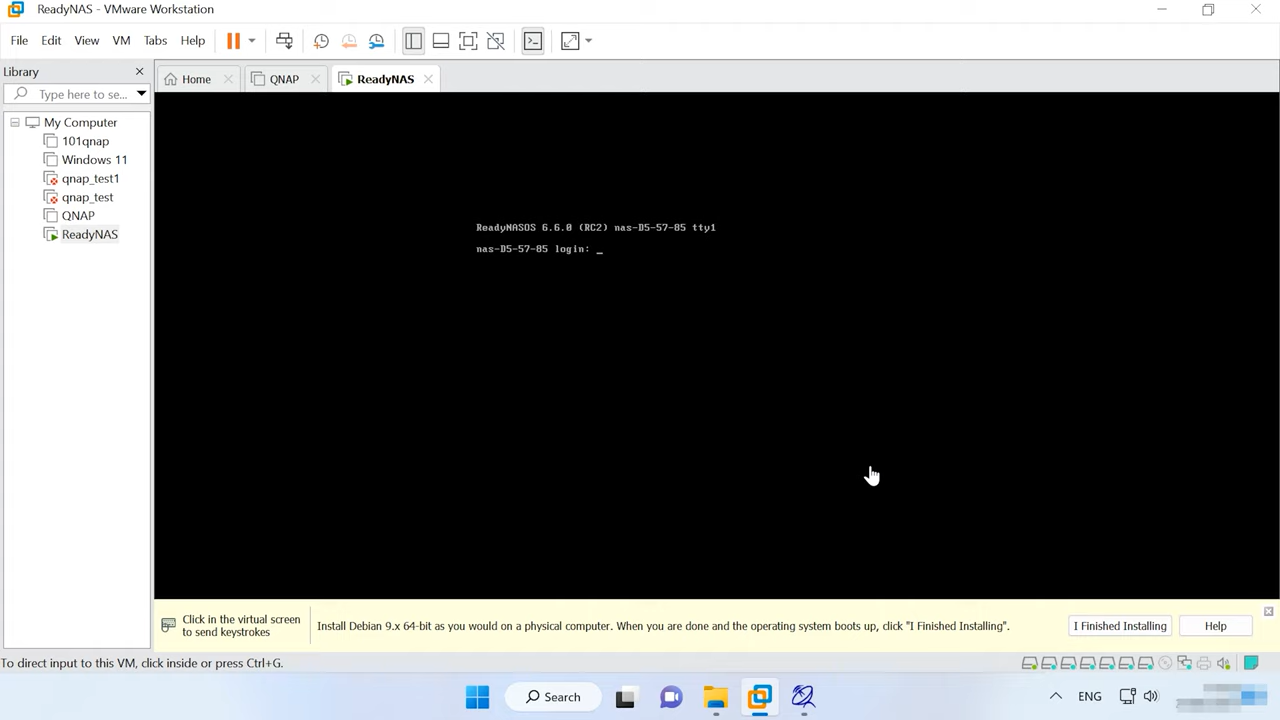 ReadyNAS - VMware Workstation
File Edit View VM Tabs Help
Library
Home QNAP ReadyNAS
Type here to se...
My Computer
101qnap
Windows 11
qnap_test1
qnap_test
QNAP
ReadyNAS
ReadyNASOS 6.6.0 (RC2) nas-D5-57-85 tty1
nas-D5-57-85 login: _
Click in the virtual screen
to send keystrokes
Install Debian 9.x 64-bit as you would on a physical computer. When you are done and the operating system boots up, click "I Finished Installing".
I Finished Installing Help
To direct input to this VM, click inside or press Ctrl+G.
Search
ENG